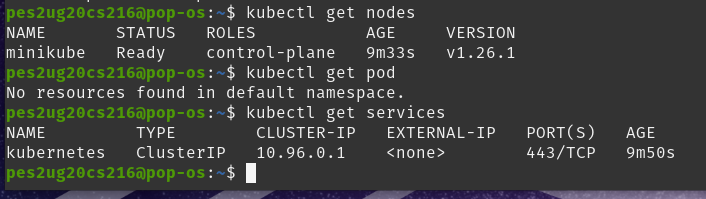 pes2ug20cs216@pop-os:~$ kubectl get nodes
NAME       STATUS   ROLES           AGE     VERSION
minikube   Ready    control-plane   9m33s   v1.26.1
pes2ug20cs216@pop-os:~$ kubectl get pod
No resources found in default namespace.
pes2ug20cs216@pop-os:~$ kubectl get services
NAME         TYPE        CLUSTER-IP   EXTERNAL-IP   PORT(S)   AGE
kubernetes   ClusterIP   10.96.0.1    <none>        443/TCP   9m50s
pes2ug20cs216@pop-os:~$